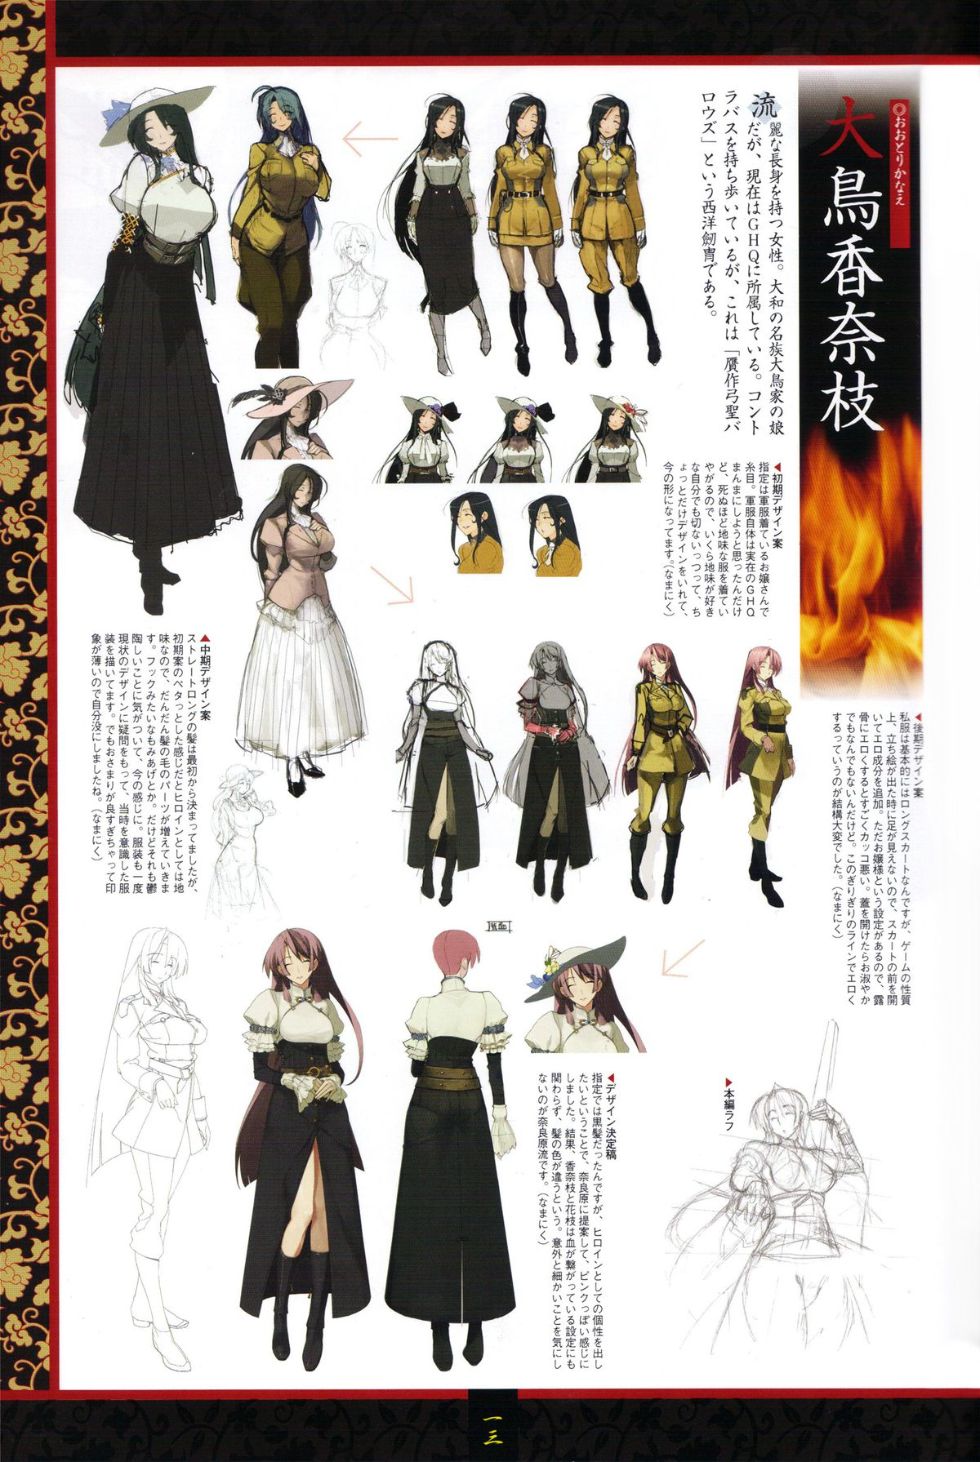 ◎おおとりかなえ
大鳥香奈枝
流麗な長身を持つ女性。大和の名族大鳥家の娘
だが、現在はGHQに所属している。コント
ラバスを持ち歩いているが、これは「贋作弓聖バ
ロウズ」という西洋劒冑である。
◀初期デザイン案
指定は軍服着ているお嬢さんで
糸目。軍服自体は実在のGHQ
まんまにしようと思ったんだけ
ど、死ぬほど地味な服を着てい
やがるので、いくら地味が好き
な自分でも切ないっつって、ち
ょっとだけデザインをいれて、
今の形になってます。（なまにく）
◀後期デザイン案
私服は基本的にはロングスカートなんですが、ゲームの性質
上、立ち絵が出た時に足が見えないので、スカートの前を開
いてエロ成分を追加。ただお嬢様という設定があるので、露
骨にエロくするとすごくカッコ悪い。蓋を開けたらお淑やか
でもなんでもないんだけど。このぎりぎりのラインでエロく
するっていうのが結構大変でした。（なまにく）
▲中期デザイン案
ストレートロングの髪は最初から決まってましたが、
初期案のペタっとした感じだとヒロインとしては地
味なので、だんだん髪の毛のパーツが増えていきま
す。フックみたいなもみあげとか。だけどそれも鬱
陶しいことに気がついて、今の感じに。服装も一度
現状のデザインに疑問をもって、当時を意識した服
装を描いてます。でもおさまりが良すぎちゃって印
象が薄いので自分没にしましたね。（なまにく）
◀デザイン決定稿
指定では黒髪だったんですが、ヒロインとしての個性を出し
たいということで、奈良原に提案して、ピンクっぽい感じに
しました。結果、香奈枝と花枝は血が繋がっている設定にも
関わらず、髪の色が違うという。意外と細かいことを気にし
ないのが奈良原流です。（なまにく）
▶本編ラフ
一三